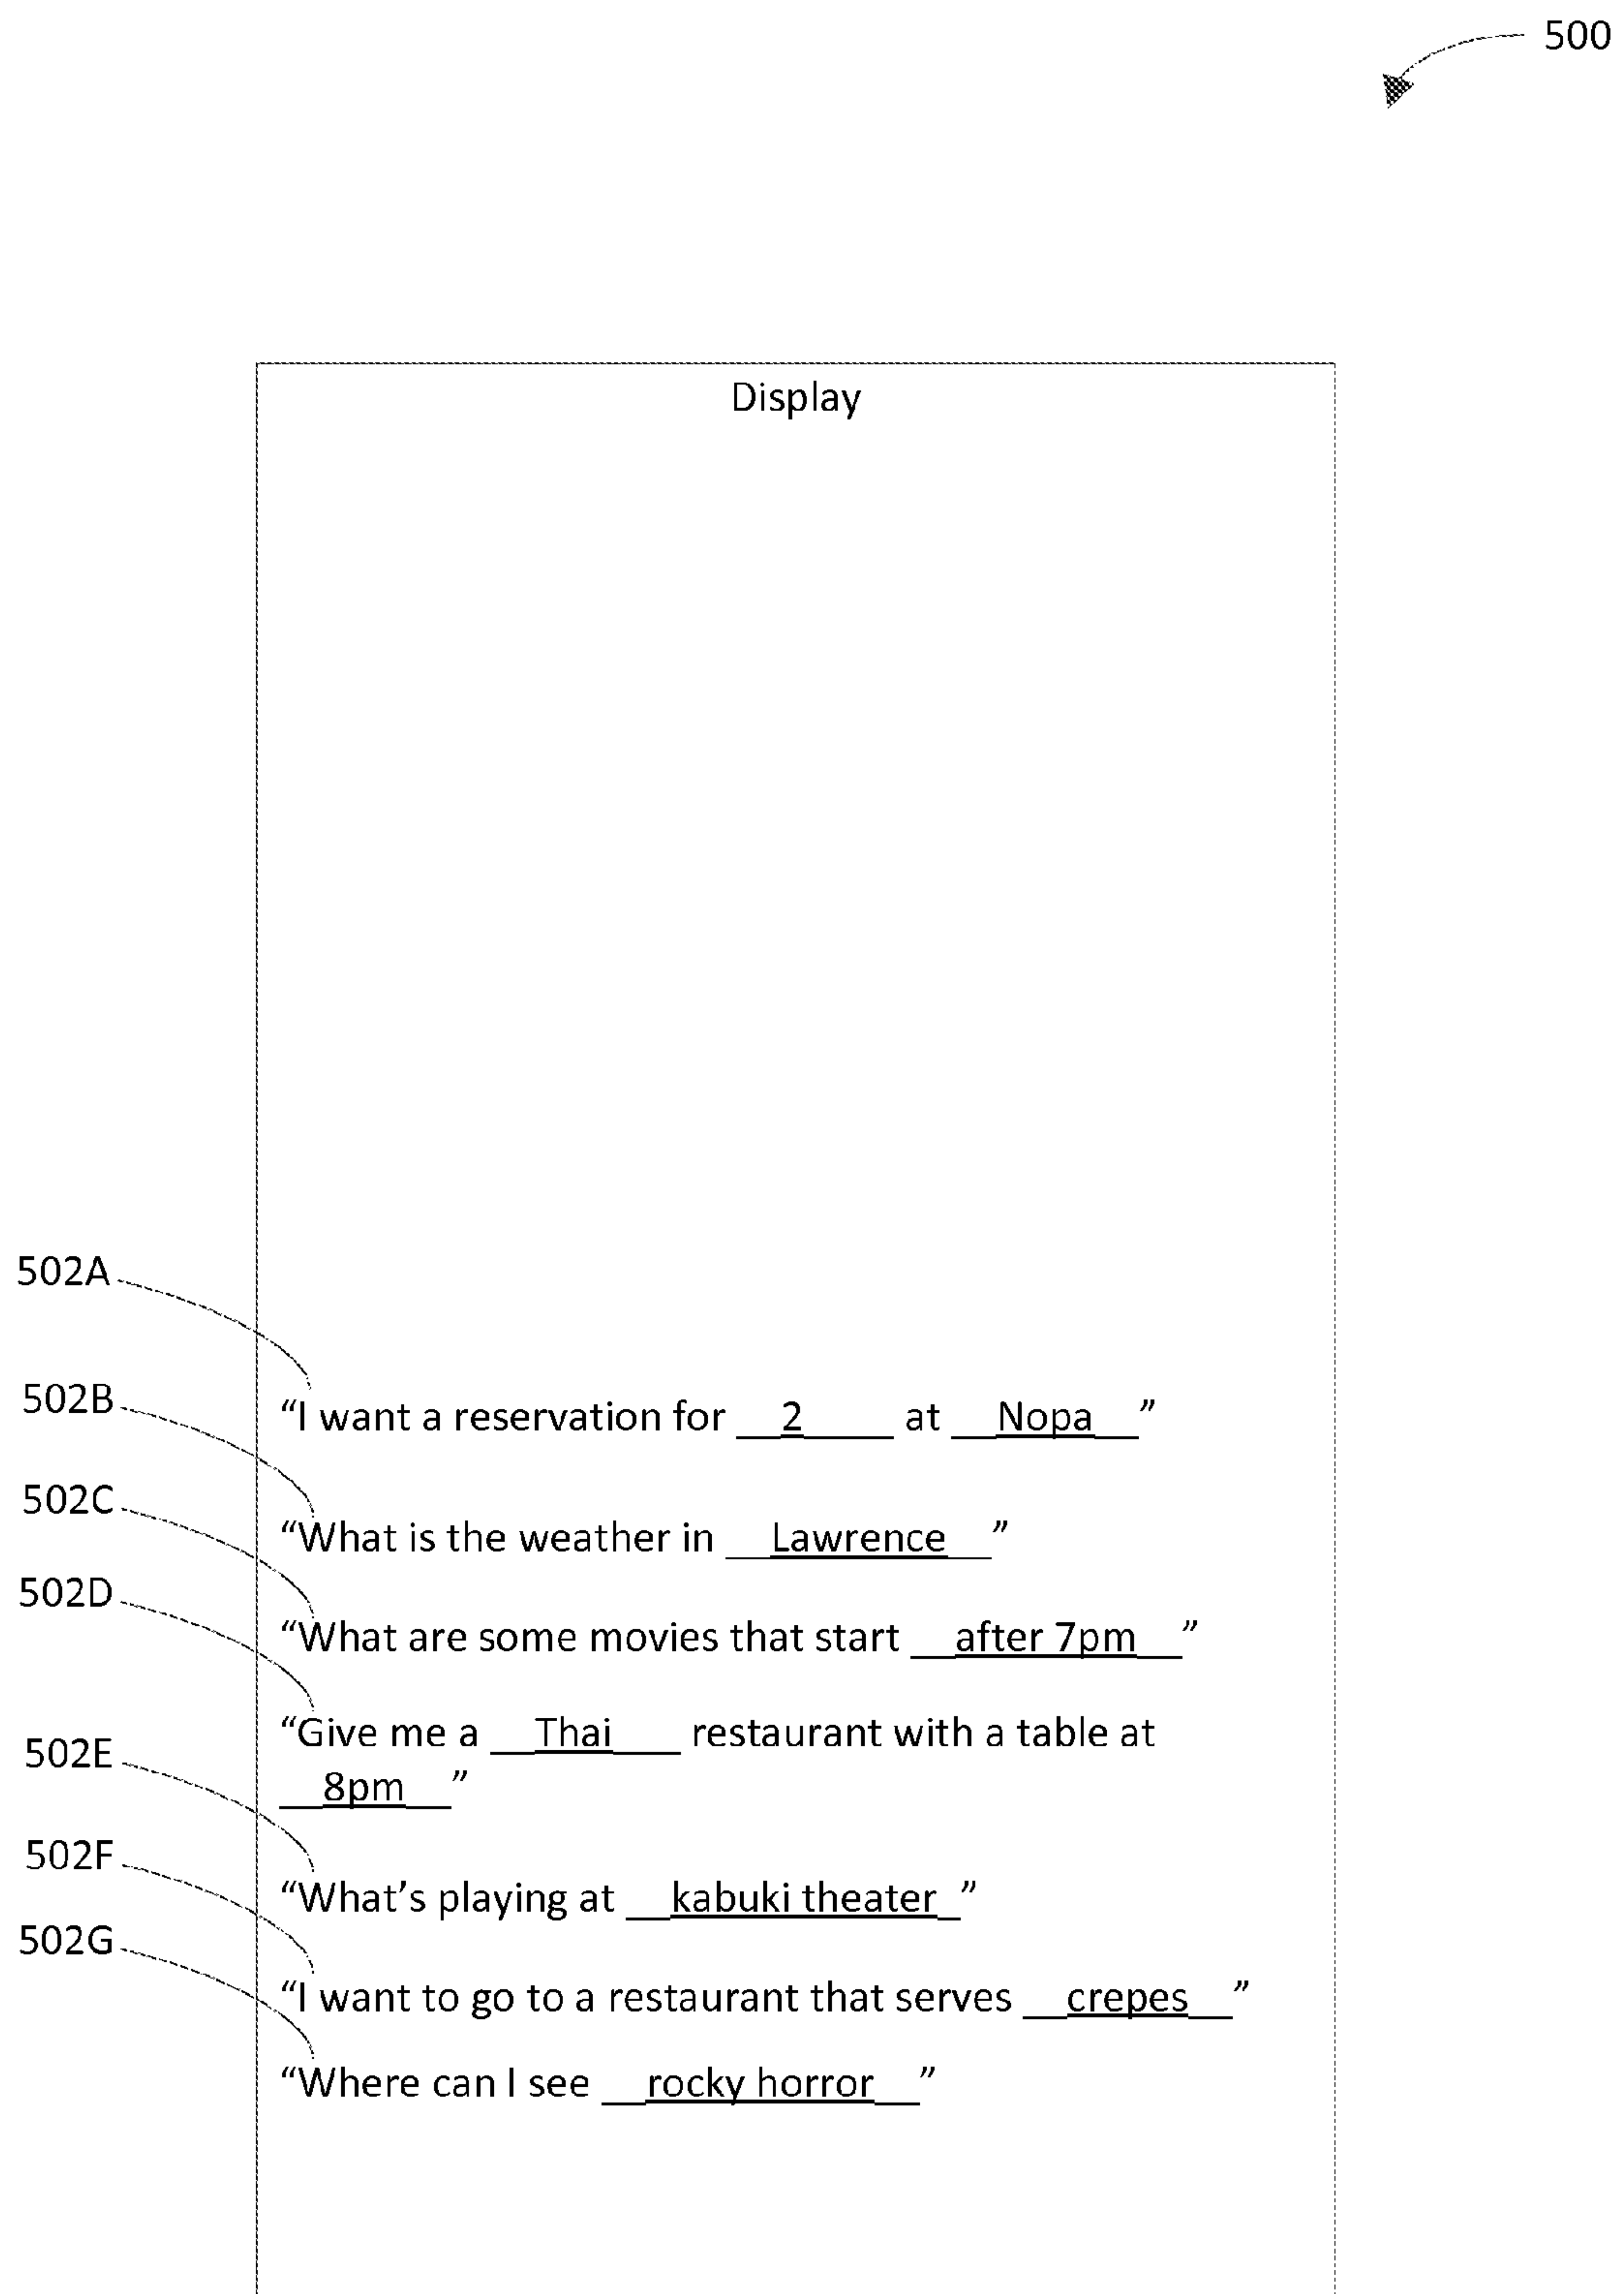 500
Display
502A
“I want a reservation for __2____ at __Nopa__”
502B
“What is the weather in __Lawrence__”
502C
“What are some movies that start __after 7pm__”
502D
“Give me a __Thai___ restaurant with a table at
__8pm__”
502E
“What’s playing at __kabuki theater_”
502F
“I want to go to a restaurant that serves __crepes__”
502G
“Where can I see __rocky horror__”